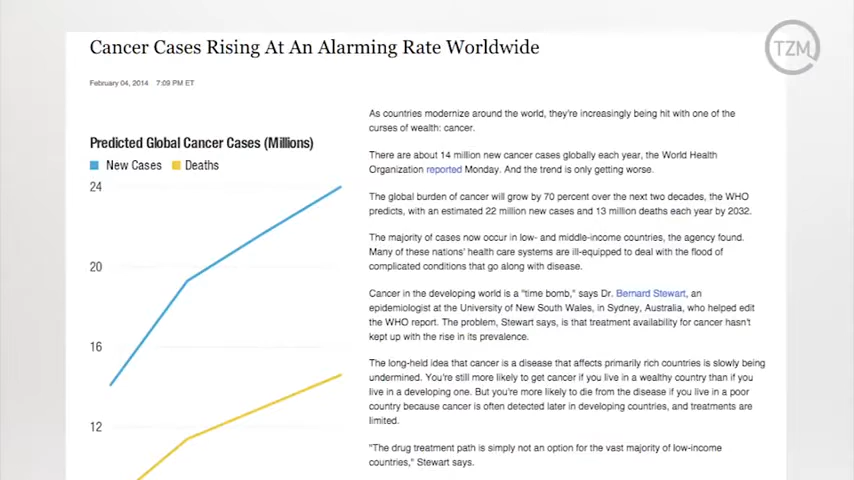 Cancer Cases Rising At An Alarming Rate Worldwide
TZM
February 04, 2014 7:09 PM ET
Predicted Global Cancer Cases (Millions)
New Cases Deaths
24
20
16
12
As countries modernize around the world, they're increasingly being hit with one of the
curses of wealth: cancer.
There are about 14 million new cancer cases globally each year, the World Health
Organization reported Monday. And the trend is only getting worse.
The global burden of cancer will grow by 70 percent over the next two decades, the WHO
predicts, with an estimated 22 million new cases and 13 million deaths each year by 2032.
The majority of cases now occur in low- and middle-income countries, the agency found.
Many of these nations' health care systems are ill-equipped to deal with the flood of
complicated conditions that go along with disease.
Cancer in the developing world is a "time bomb," says Dr. Bernard Stewart, an
epidemiologist at the University of New South Wales, in Sydney, Australia, who helped edit
the WHO report. The problem, Stewart says, is that treatment availability for cancer hasn't
kept up with the rise in its prevalence.
The long-held idea that cancer is a disease that affects primarily rich countries is slowly being
undermined. You're still more likely to get cancer if you live in a wealthy country than if you
live in a developing one. But you're more likely to die from the disease if you live in a poor
country because cancer is often detected later in developing countries, and treatments are
limited.
"The drug treatment path is simply not an option for the vast majority of low-income
countries," Stewart says.